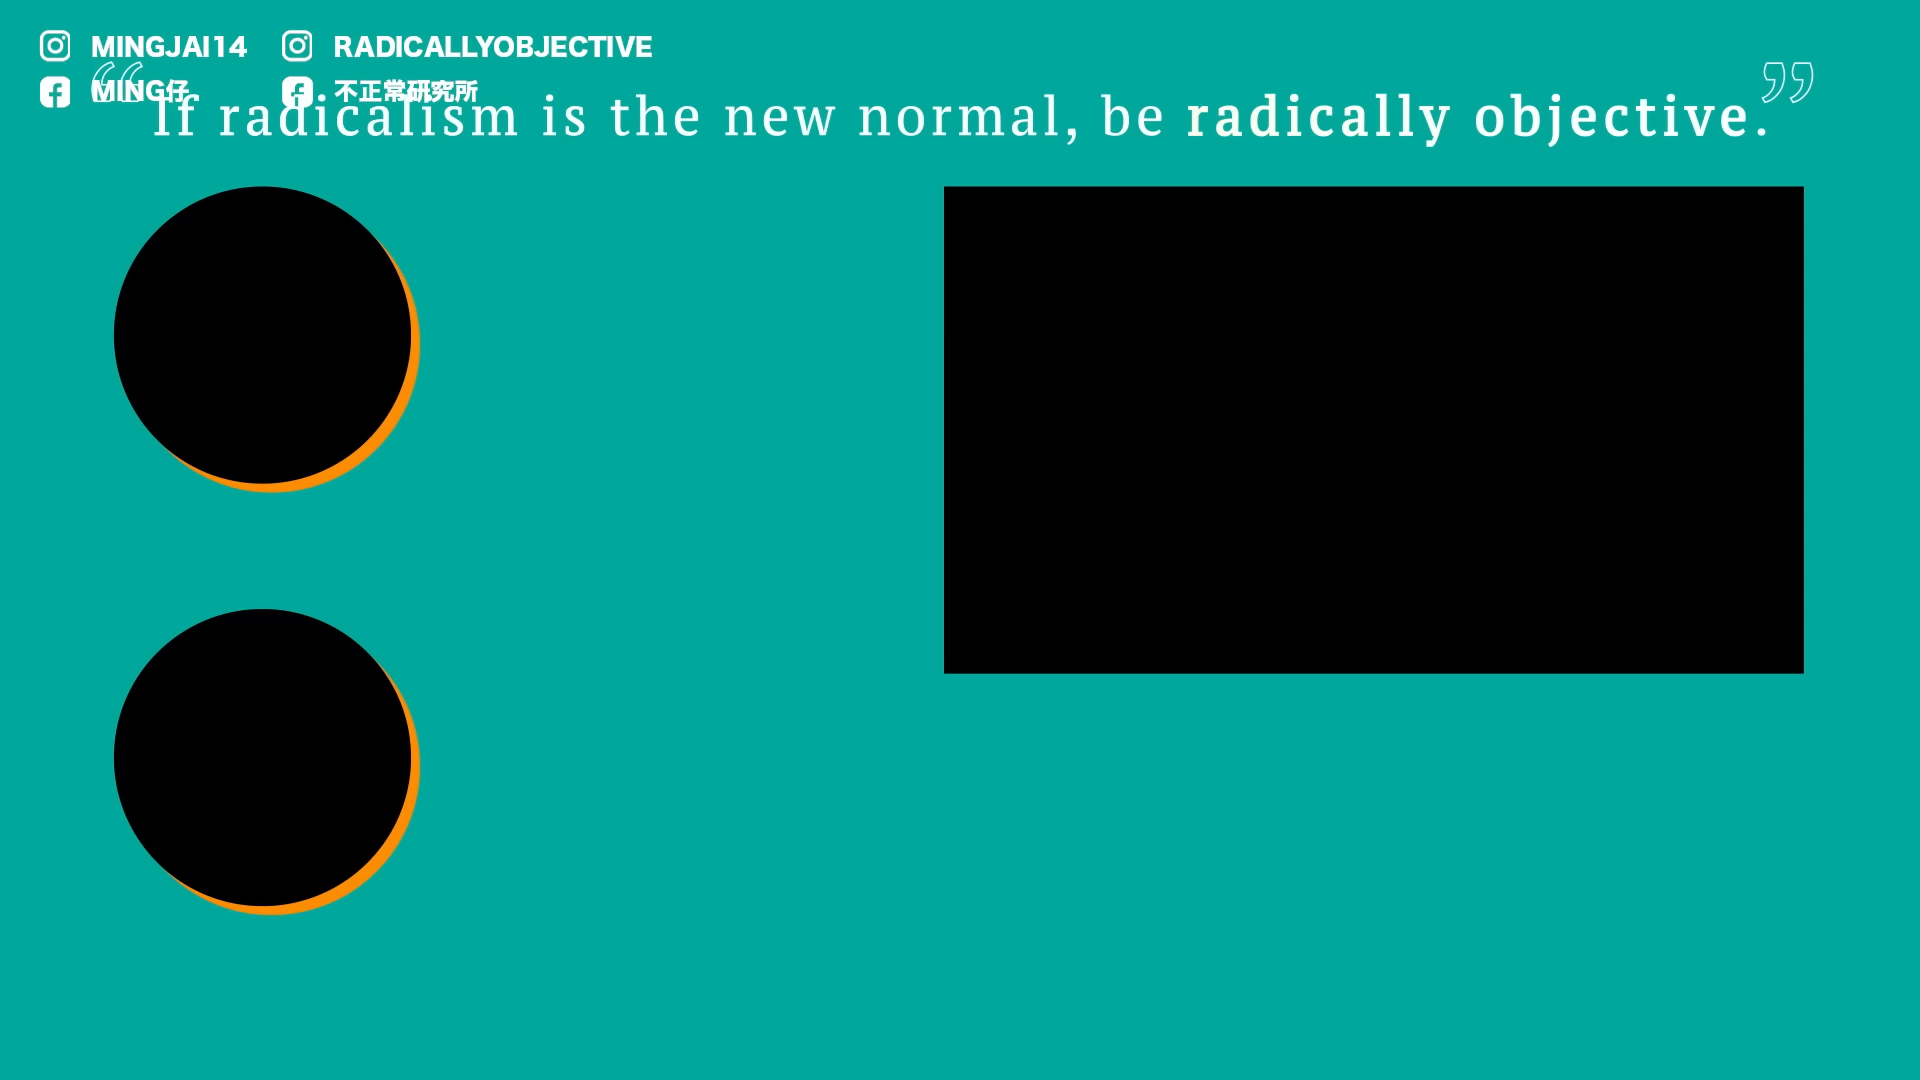 MINGJAI14 RADICALLYOBJECTIVE
MING仔 不正常研究所
“If radicalism is the new normal, be radically objective.”